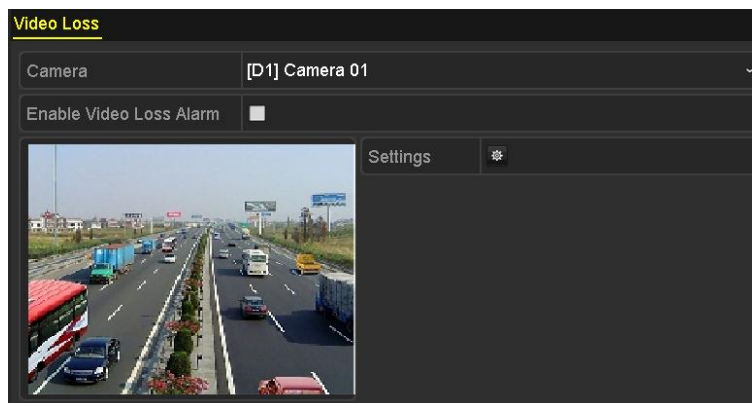 Video Loss
Camera
[D1] Camera 01
Enable Video Loss Alarm
Settings